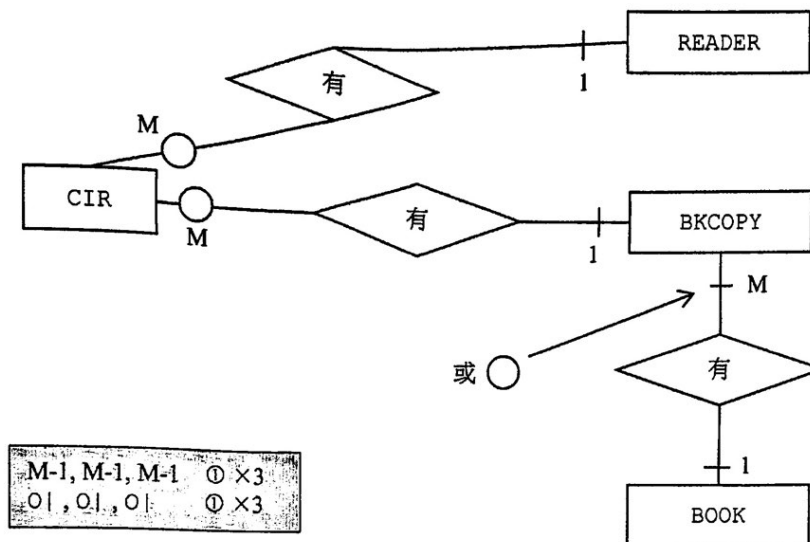 READER
有
1
M
CIR
M
有
1
BKCOPY
M
或
有
1
BOOK
M-1, M-1, M-1 ① ×3
O| , O| , O| ① ×3